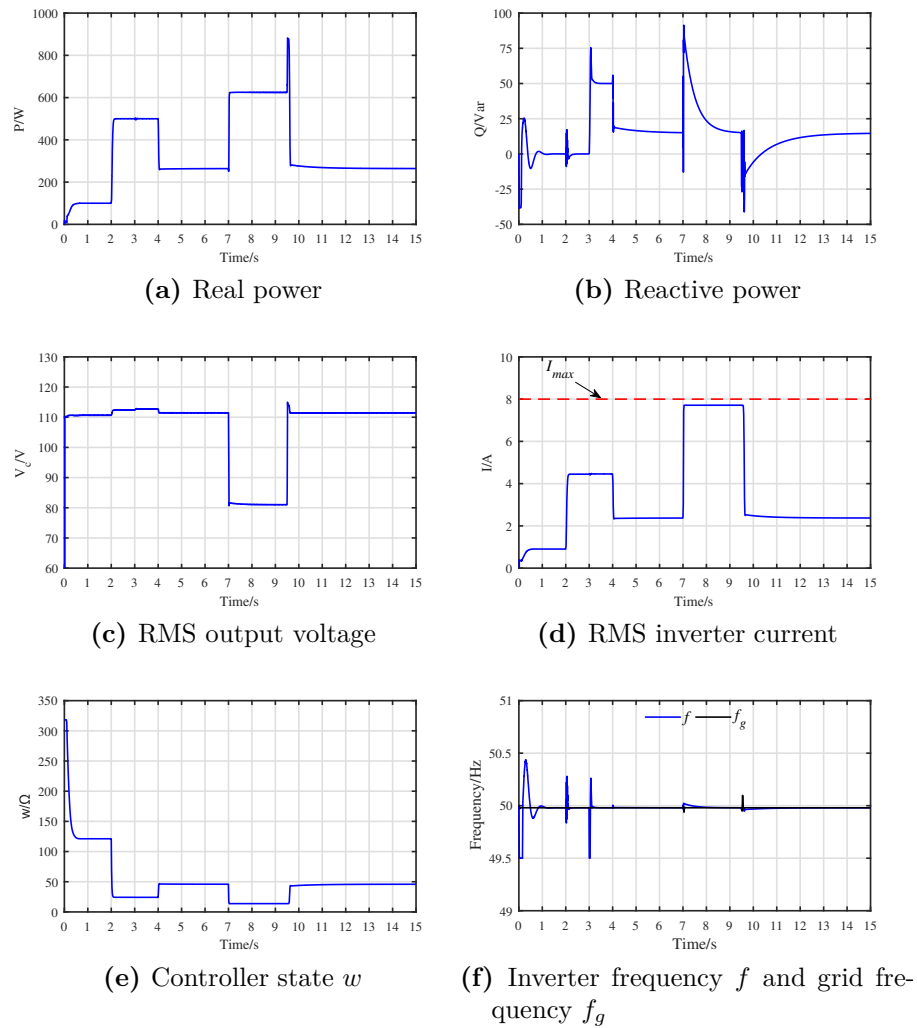 1000
800
600
400
200
0
P/W
0 1 2 3 4 5 6 7 8 9 10 11 12 13 14 15
Time/s
(a) Real power
100
75
50
25
0
-25
-50
Q/Var
0 1 2 3 4 5 6 7 8 9 10 11 12 13 14 15
Time/s
(b) Reactive power
130
120
110
100
90
80
70
60
V_c/V
0 1 2 3 4 5 6 7 8 9 10 11 12 13 14 15
Time/s
(c) RMS output voltage
10
8
6
4
2
0
I/A
I_max
0 1 2 3 4 5 6 7 8 9 10 11 12 13 14 15
Time/s
(d) RMS inverter current
350
300
250
200
150
100
50
0
w/Ω
0 1 2 3 4 5 6 7 8 9 10 11 12 13 14 15
Time/s
(e) Controller state w
51
50.5
50
49.5
49
Frequency/Hz
f f_g
0 1 2 3 4 5 6 7 8 9 10 11 12 13 14 15
Time/s
(f) Inverter frequency f and grid fre-
quency f_g